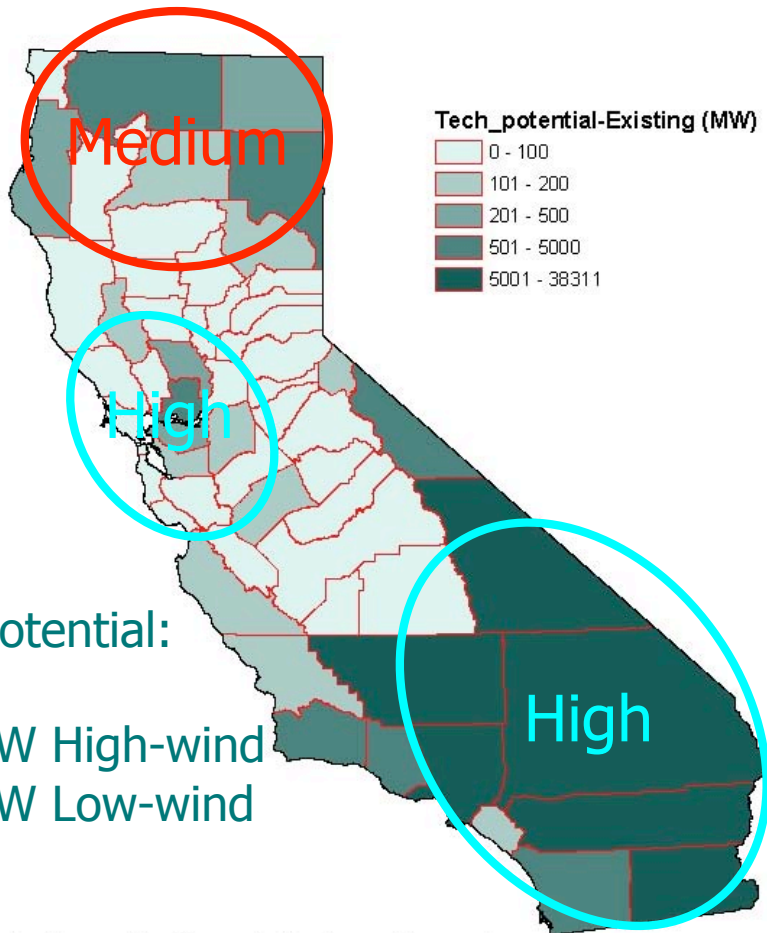 Medium
Tech_potential-Existing (MW)
0 - 100
101 - 200
201 - 500
501 - 5000
5001 - 38311
High
otential:
W High-wind
W Low-wind
High